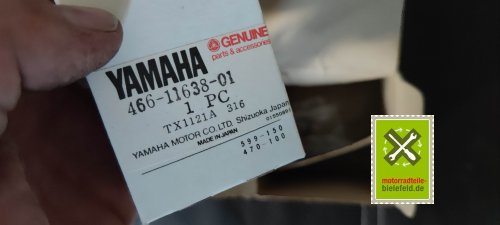 GENUINE
parts & accessories
YAMAHA
466-11638-01
1 PC
TX1121A 316
YAMAHA MOTOR CO.LTD. Shizuoka Japan
MADE IN JAPAN
599-150
470-100
motorradteile-
bielefeld.de